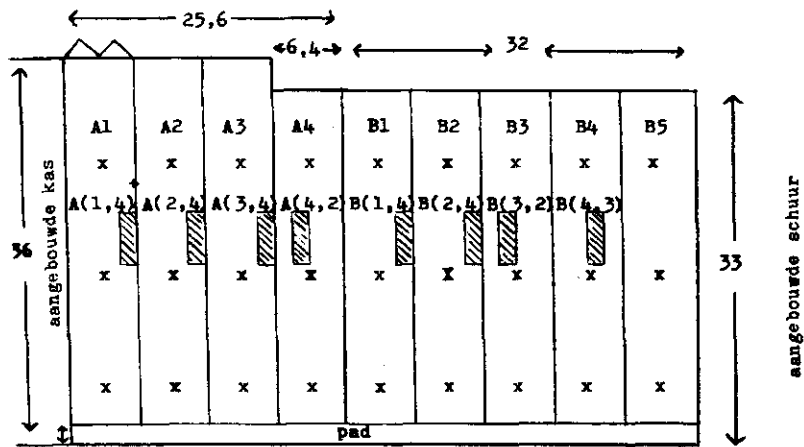 25,6
6,4 32
A1 A2 A3 A4 B1 B2 B3 B4 B5
x x x x x x x x x
A(1,4) A(2,4) A(3,4) A(4,2) B(1,4) B(2,4) B(3,2) B(4,3)
36
aangebouwde kas
33
aangebouwde schuur
x x x x x x x x x
x x x x x x x x x
pad